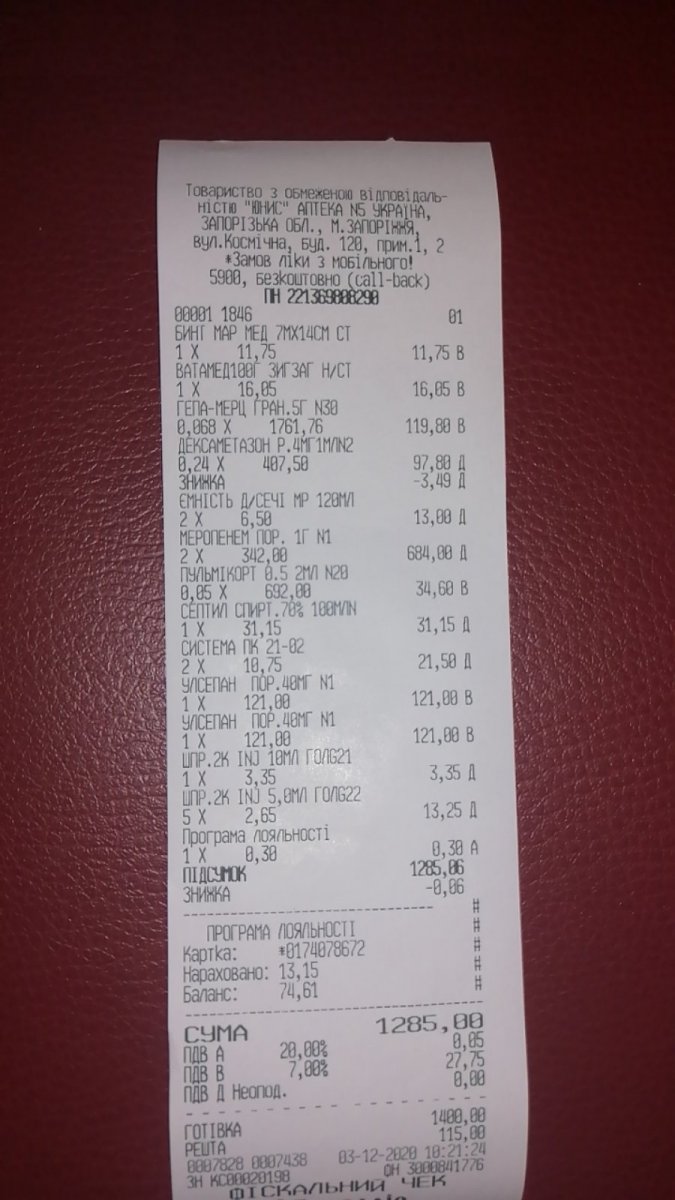 Товариство з обмеженою відповідаль-
ністю "ЮНИС" АПТЕКА N5 УКРАЇНА,
ЗАПОРІЗЬКА ОБЛ., М.ЗАПОРІЖЖЯ,
вул.Космічна, буд. 120, прим.1, 2
*Замов ліки з мобільного!
5900, безкоштовно (call-back)
ПН 221369808290
00001 1846 01
БИНТ МАР МЕД 7МХ14СМ СТ
1 X 11,75 11,75 В
ВАТАМЕД100Г ЗИГЗАГ Н/СТ
1 X 16,05 16,05 В
ГЕПА-МЕРЦ ГРАН.5Г N30
0,068 X 1761,76 119,80 В
ДЕКСАМЕТАЗОН Р.4МГ1МЛN2
0,24 X 407,50 97,80 Д
ЗНИЖКА -3,49 Д
ЄМНІСТЬ Д/СЕЧІ МР 120МЛ
2 X 6,50 13,00 Д
МЕРОПЕНЕМ ПОР. 1Г N1
2 X 342,00 684,00 Д
ПУЛЬМІКОРТ 0.5 2МЛ N20
0,05 X 692,00 34,60 В
СЕПТИЛ СПИРТ.70% 100МЛN
1 X 31,15 31,15 Д
СИСТЕМА ПК 21-02
2 X 10,75 21,50 Д
УЛСЕПАН ПОР.40МГ N1
1 X 121,00 121,00 В
УЛСЕПАН ПОР.40МГ N1
1 X 121,00 121,00 В
ШПР.2К INJ 10МЛ ГОЛG21
1 X 3,35 3,35 Д
ШПР.2К INJ 5,0МЛ ГОЛG22
5 X 2,65 13,25 Д
Програма лояльності
1 X 0,30 0,30 А
ПІДСУМОК 1285,06
ЗНИЖКА -0,06
#
ПРОГРАМА ЛОЯЛЬНОСТІ #
Картка: *0174078672 #
Нараховано: 13,15 #
Баланс: 74,61 #
СУМА 1285,00
ПДВ А 20,00% 0,05
ПДВ В 7,00% 27,75
ПДВ Д Неопод. 0,00
ГОТІВКА 1400,00
РЕШТА 115,00
0007828 0007438 03-12-2020 10:21:24
ЗН КС00020198 ФН 3000841776
ФІСКАЛЬНИЙ ЧЕК